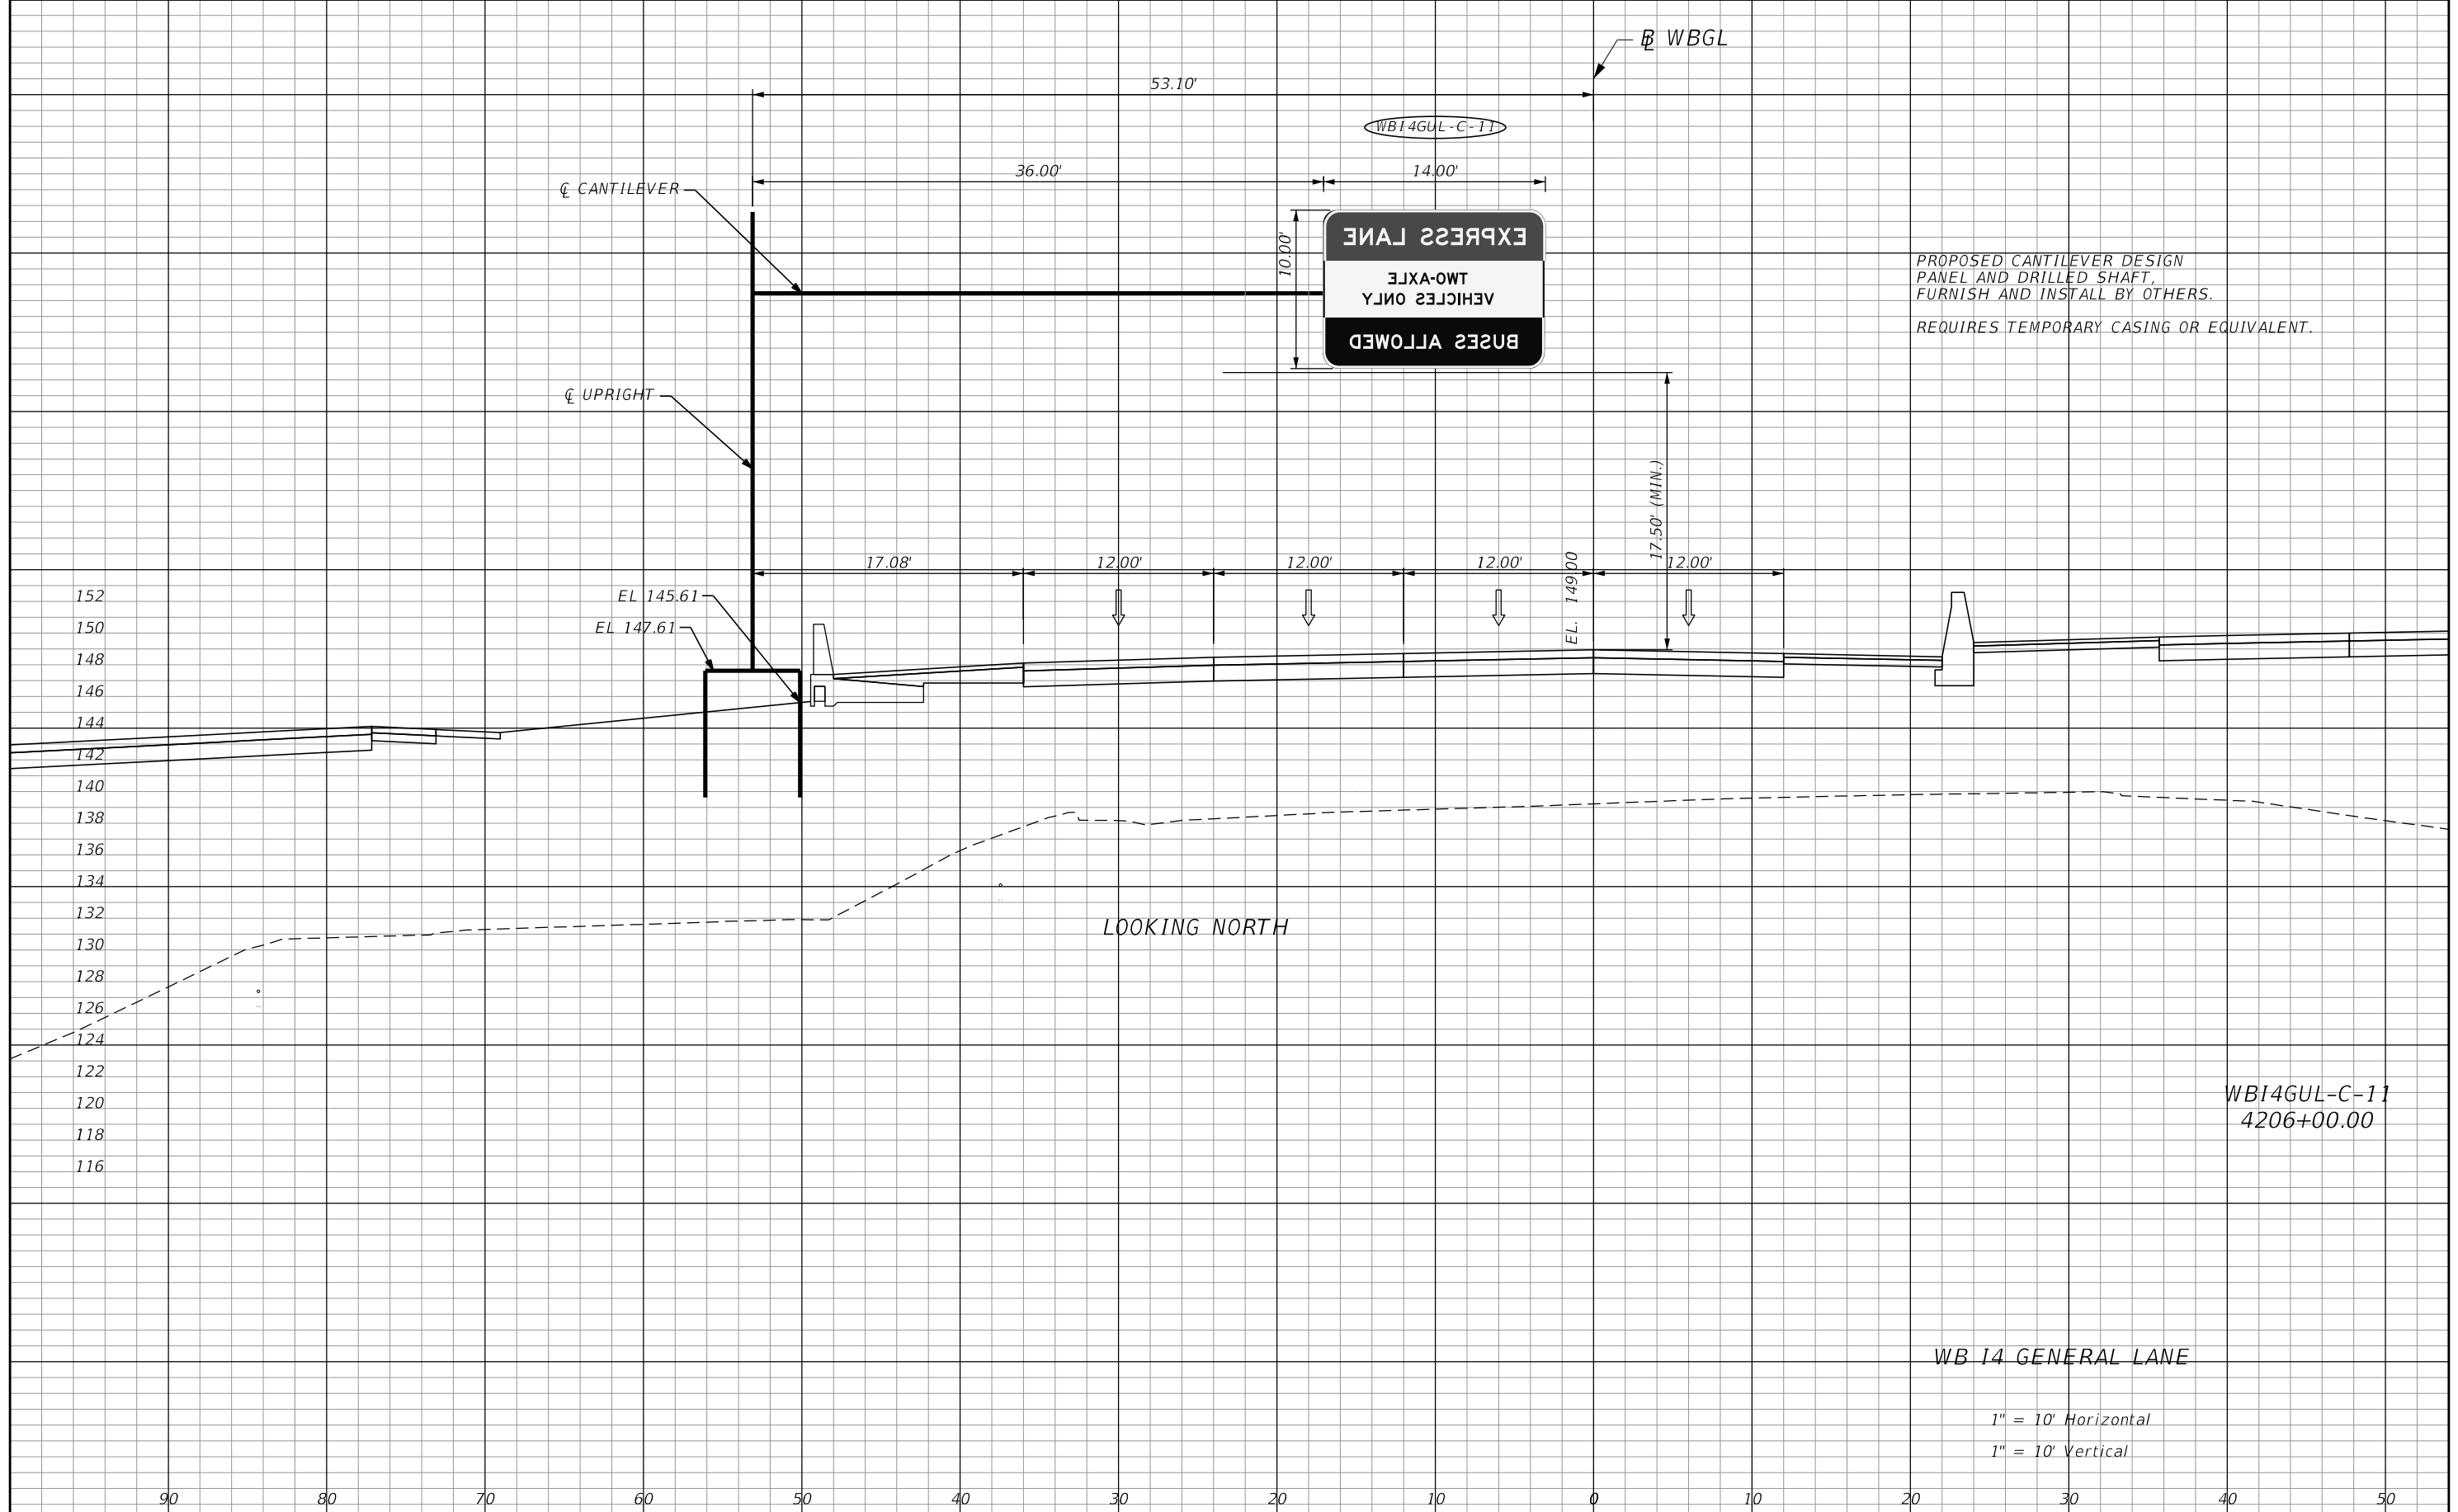 ℄ WBGL
53.10'
WBI4GUL-C-11
36.00'
14.00'
℄ CANTILEVER
10.00'
EXPRESS LANE
TWO-AXLE
VEHICLES ONLY
BUSES ALLOWED
PROPOSED CANTILEVER DESIGN
PANEL AND DRILLED SHAFT,
FURNISH AND INSTALL BY OTHERS.
REQUIRES TEMPORARY CASING OR EQUIVALENT.
℄ UPRIGHT
17.50' (MIN.)
EL. 149.00
17.08'
12.00'
12.00'
12.00'
12.00'
EL 145.61
EL 147.61
152
150
148
146
144
142
140
138
136
134
132
130
128
126
124
122
120
118
116
LOOKING NORTH
WBI4GUL-C-11
4206+00.00
WB I4 GENERAL LANE
1" = 10' Horizontal
1" = 10' Vertical
90 80 70 60 50 40 30 20 10 0 10 20 30 40 50